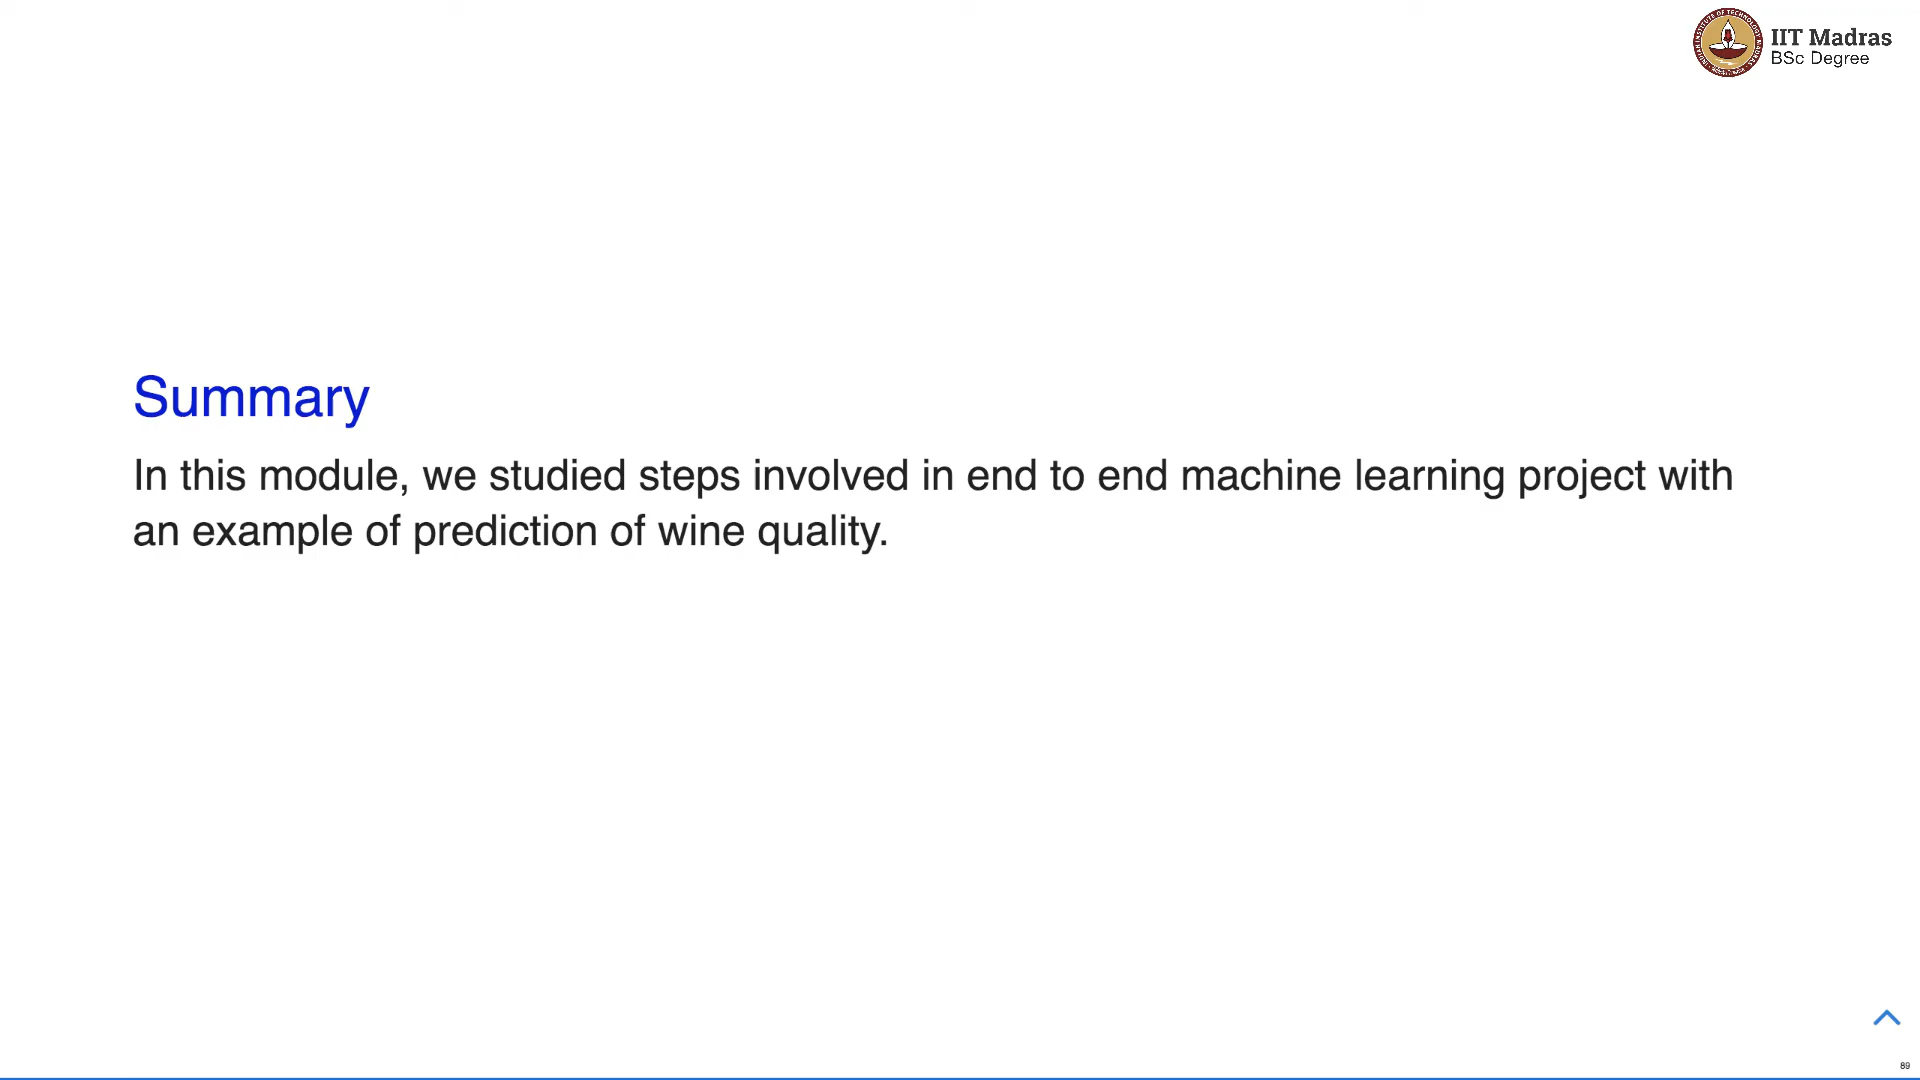 IIT Madras
BSc Degree
Summary
In this module, we studied steps involved in end to end machine learning project with
an example of prediction of wine quality.
89